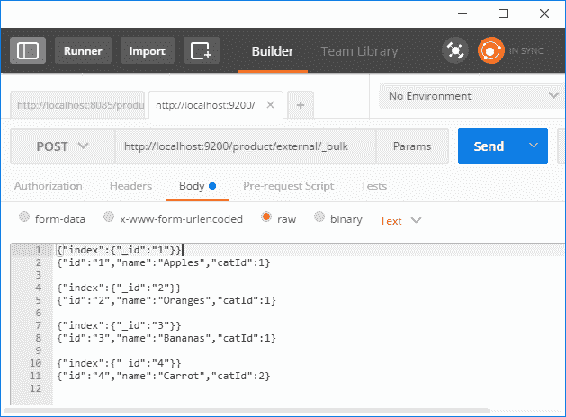 Runner Import Builder Team Library IN SYNC
http://localhost:8085/produ http://localhost:9200/ No Environment
POST http://localhost:9200/product/external/_bulk Params Send
Authorization Headers Body Pre-request Script Tests
form-data x-www-form-urlencoded raw binary Text
1 {"index":{"_id":"1"}}
2 {"id":"1","name":"Apples","catId":1}
3
4 {"index":{"_id":"2"}}
5 {"id":"2","name":"Oranges","catId":1}
6
7 {"index":{"_id":"3"}}
8 {"id":"3","name":"Bananas","catId":1}
9
10 {"index":{"_id":"4"}}
11 {"id":"4","name":"Carrot","catId":2}
12